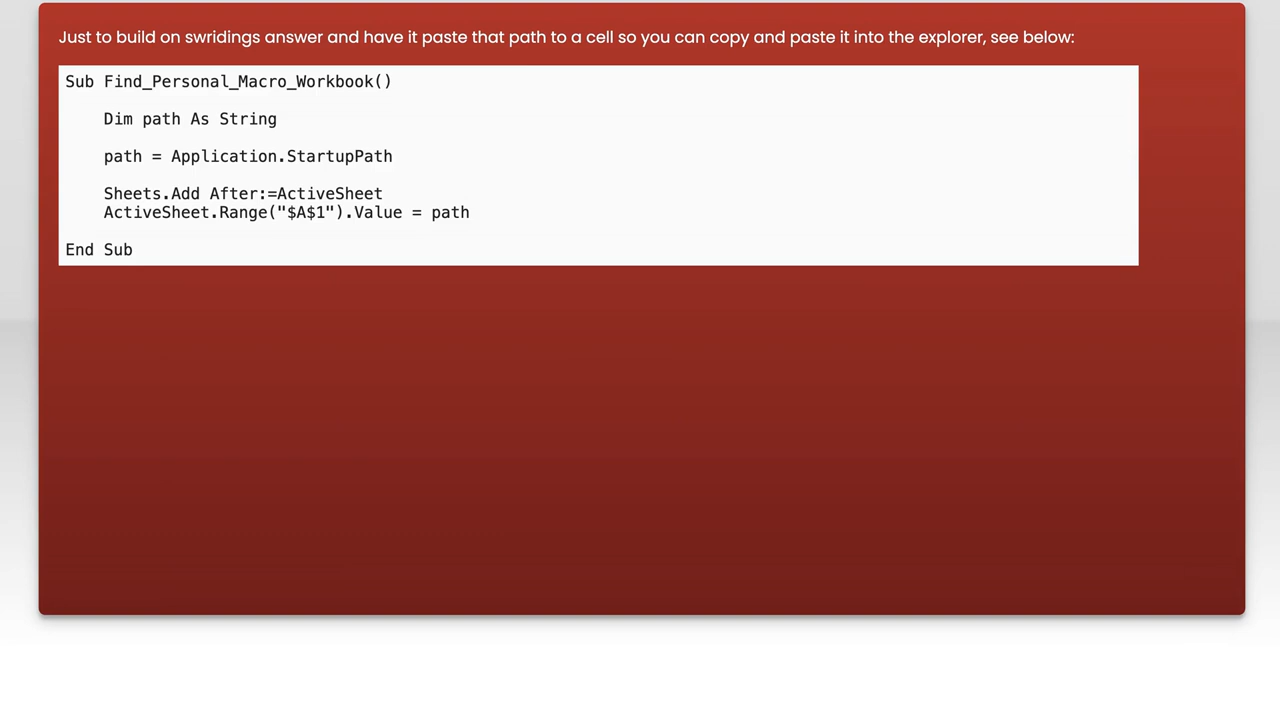 Just to build on swridings answer and have it paste that path to a cell so you can copy and paste it into the explorer, see below:
Sub Find_Personal_Macro_Workbook()
Dim path As String
path = Application.StartupPath
Sheets.Add After:=ActiveSheet
ActiveSheet.Range("$A$1").Value = path
End Sub